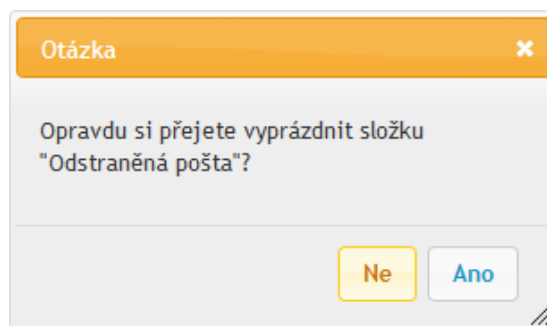 Otázka
Opravdu si přejete vyprázdnit složku
"Odstraněná pošta"?
Ne
Ano